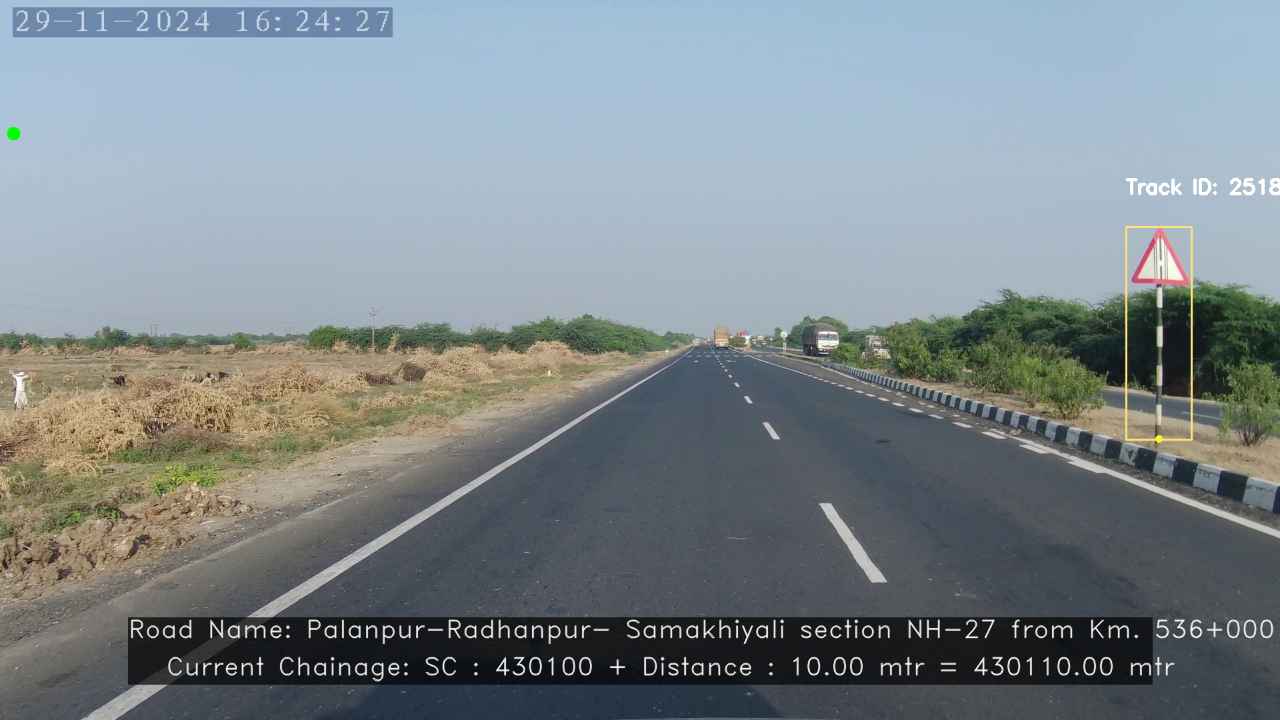 29-11-2024 16:24:27
Track ID: 2518
Road Name: Palanpur-Radhanpur- Samakhiyali section NH-27 from Km. 536+000
Current Chainage: SC : 430100 + Distance : 10.00 mtr = 430110.00 mtr